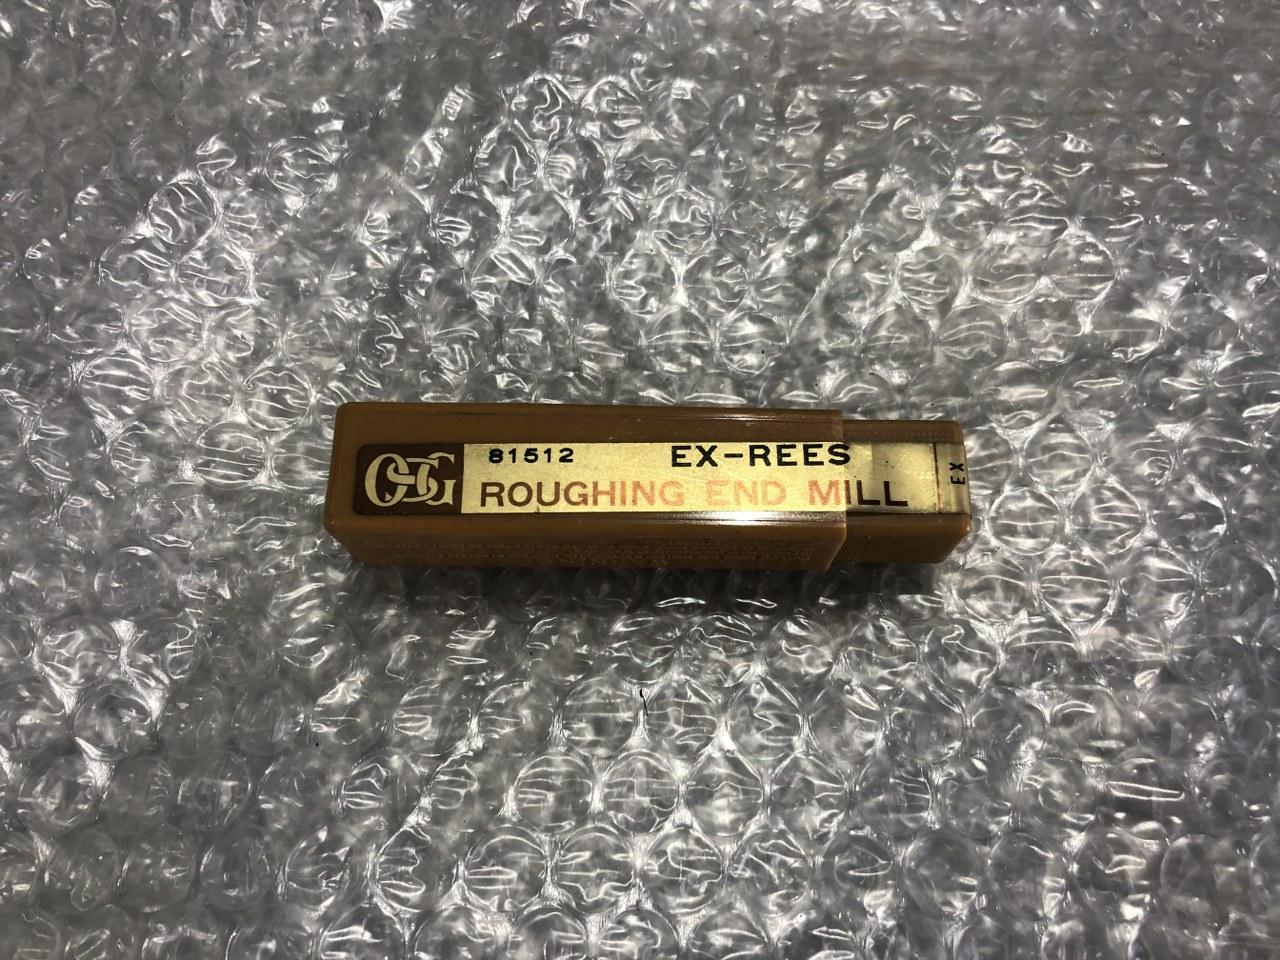 OSG
81512 EX-REES
ROUGHING END MILL
EX